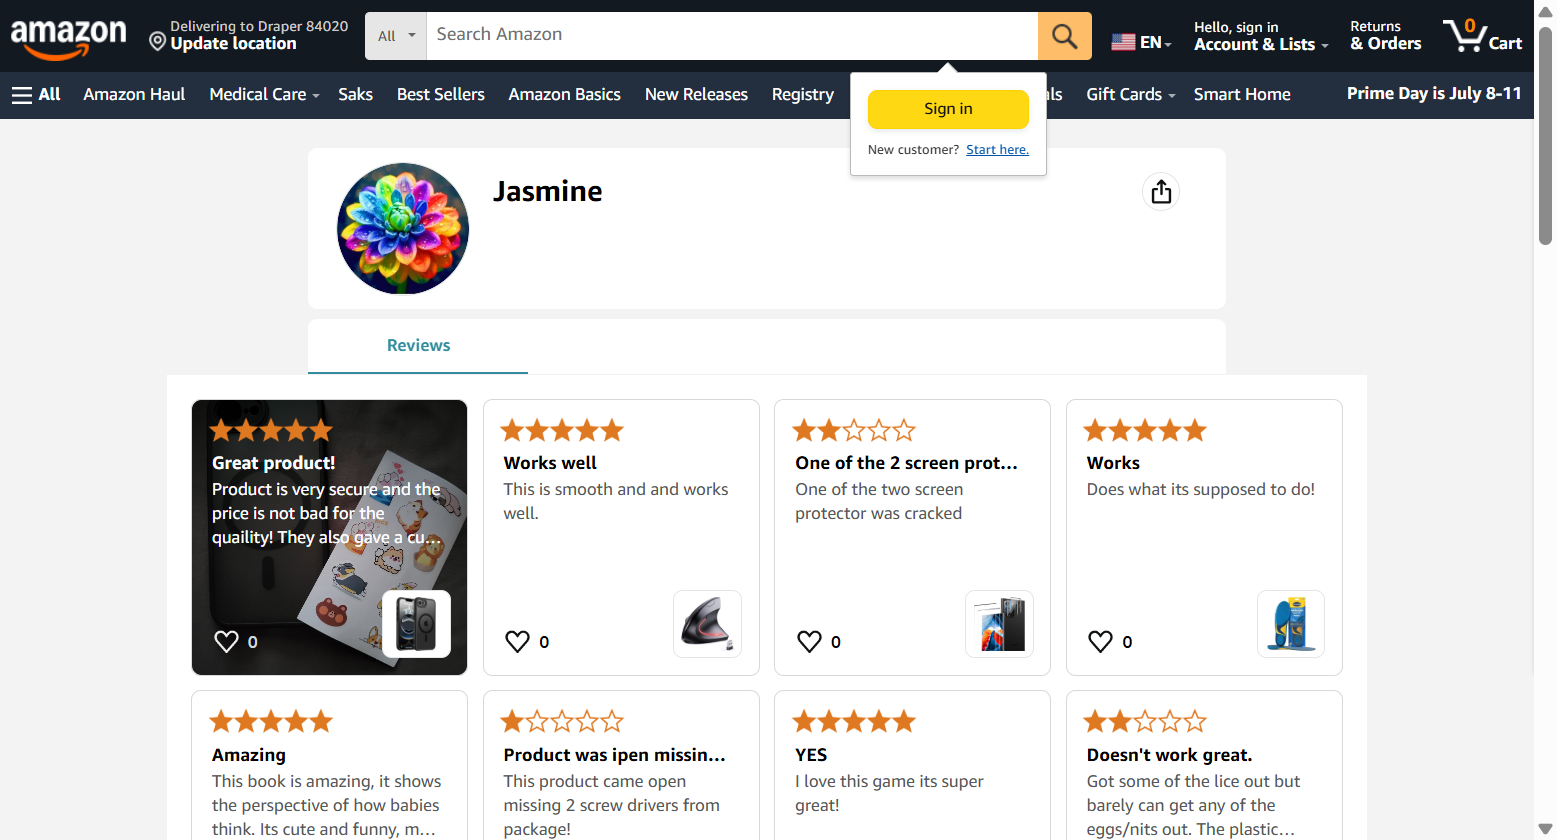 amazon
Delivering to Draper 84020
Update location
All
Search Amazon
EN
Hello, sign in
Account & Lists
Returns
& Orders
0
Cart
All
Amazon Haul
Medical Care
Saks
Best Sellers
Amazon Basics
New Releases
Registry
als
Gift Cards
Smart Home
Prime Day is July 8-11
Sign in
New customer? Start here.
Jasmine
Reviews
Great product!
Product is very secure and the
price is not bad for the
quaility! They also gave a cu...
0
Works well
This is smooth and and works
well.
0
One of the 2 screen prot...
One of the two screen
protector was cracked
0
Works
Does what its supposed to do!
0
Amazing
This book is amazing, it shows
the perspective of how babies
think. Its cute and funny, m...
Product was ipen missin...
This product came open
missing 2 screw drivers from
package!
YES
I love this game its super
great!
Doesn't work great.
Got some of the lice out but
barely can get any of the
eggs/nits out. The plastic...